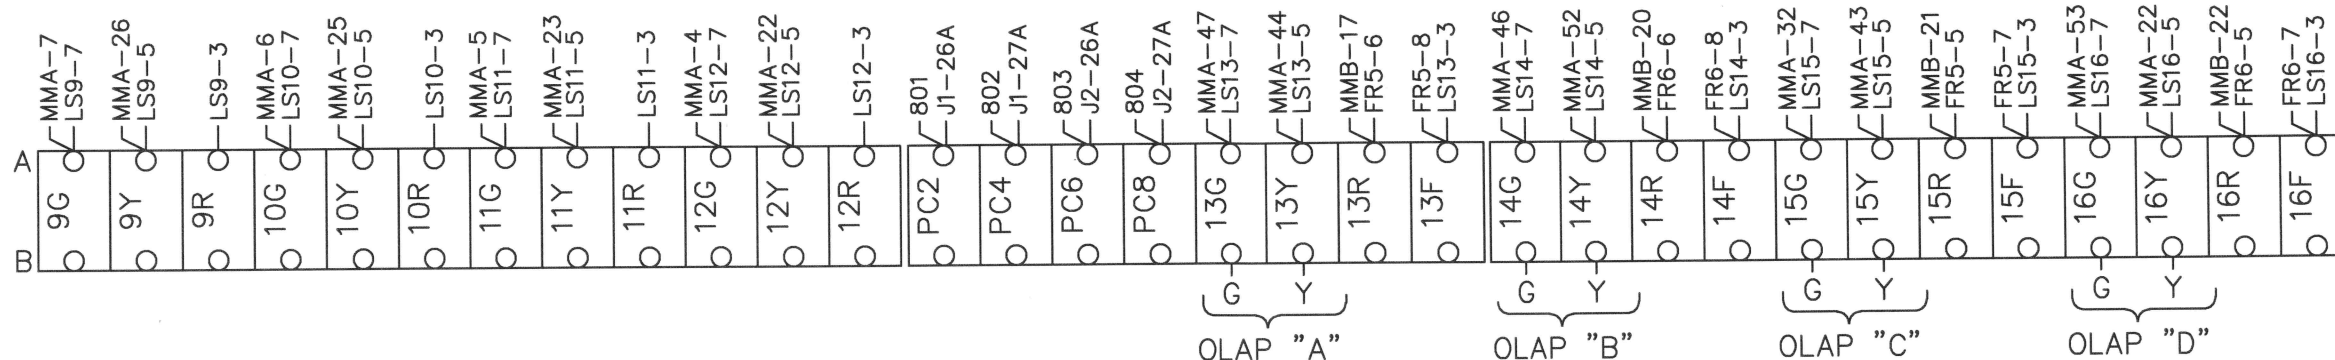 MMA-7
LS9-7
MMA-26
LS9-5
LS9-3
MMA-6
LS10-7
MMA-25
LS10-5
LS10-3
MMA-5
LS11-7
MMA-23
LS11-5
LS11-3
MMA-4
LS12-7
MMA-22
LS12-5
LS12-3
801
J1-26A
802
J1-27A
803
J2-26A
804
J2-27A
MMA-47
LS13-7
MMA-44
LS13-5
MMB-17
FR5-6
FR5-8
LS13-3
MMA-46
LS14-7
MMA-52
LS14-5
MMB-20
FR6-6
FR6-8
LS14-3
MMA-32
LS15-7
MMA-43
LS15-5
MMB-21
FR5-5
FR5-7
LS15-3
MMA-53
LS16-7
MMA-22
LS16-5
MMB-22
FR6-5
FR6-7
LS16-3
A
9G
9Y
9R
10G
10Y
10R
11G
11Y
11R
12G
12Y
12R
PC2
PC4
PC6
PC8
13G
13Y
13R
13F
14G
14Y
14R
14F
15G
15Y
15R
15F
16G
16Y
16R
16F
B
G Y
G Y
G Y
G Y
OLAP "A"
OLAP "B"
OLAP "C"
OLAP "D"